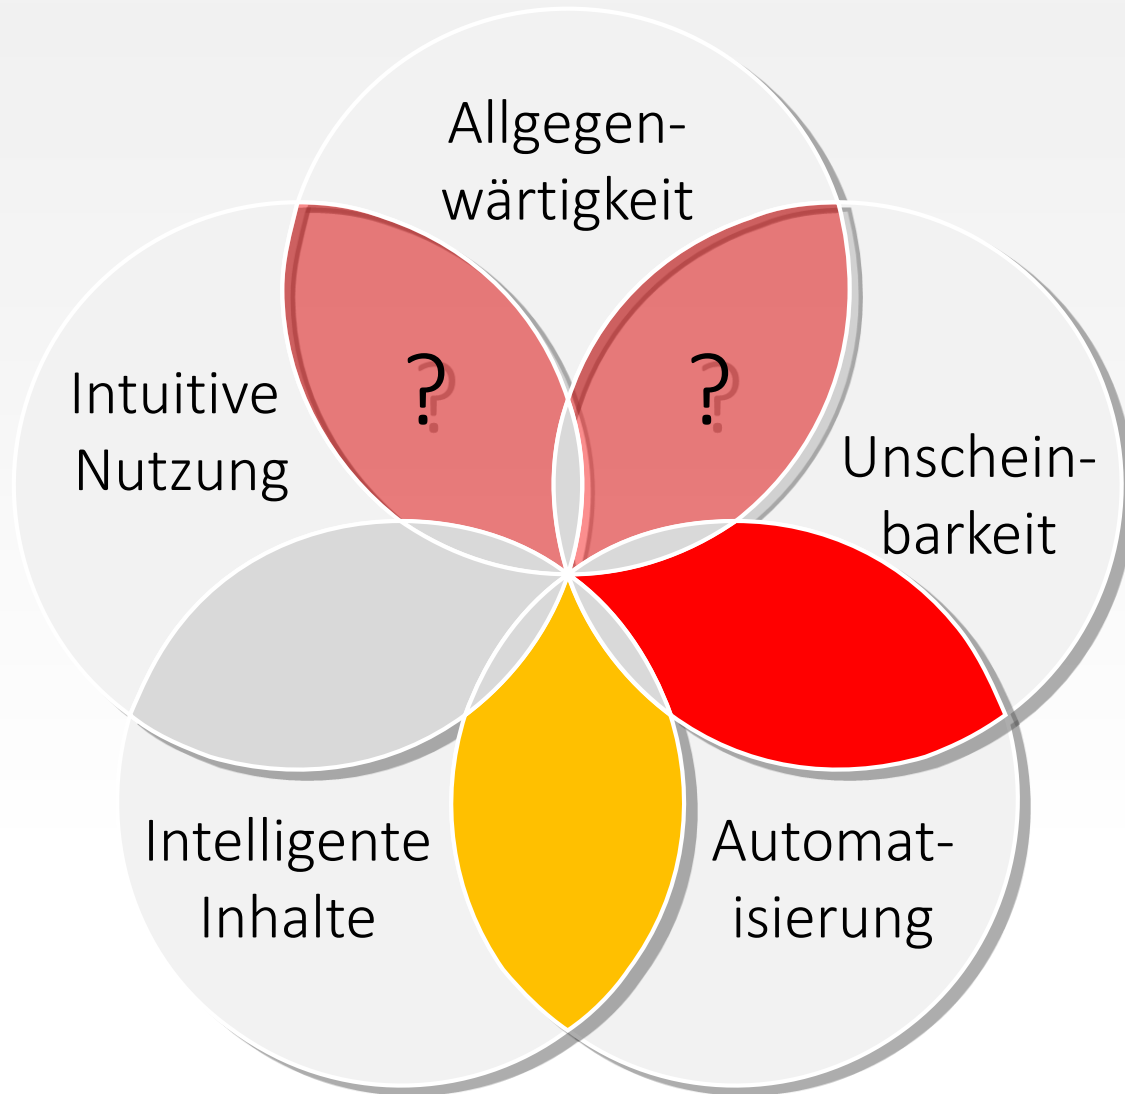 Allgegen-
wärtigkeit
?
?
Intuitive
Nutzung
Unschein-
barkeit
Intelligente
Inhalte
Automat-
isierung